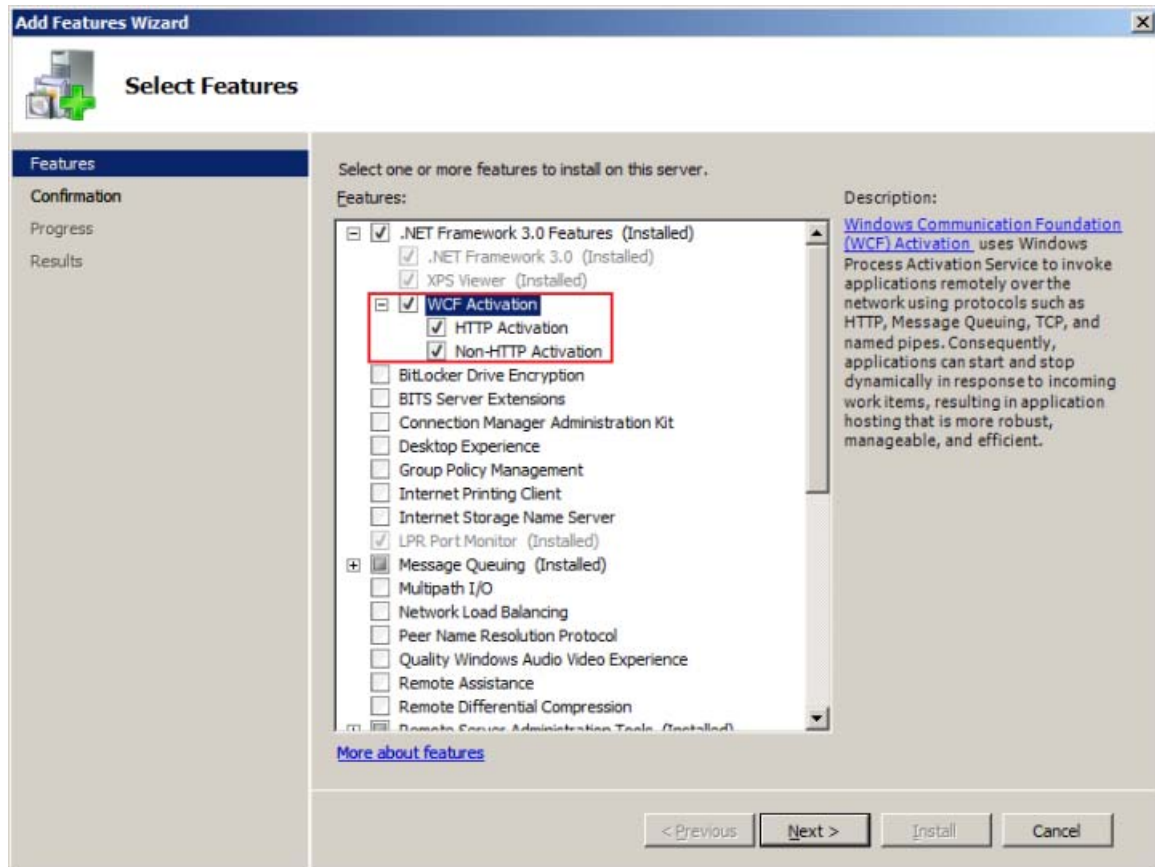 Add Features Wizard
Select Features
Features
Confirmation
Progress
Results
Select one or more features to install on this server.
Features:
.NET Framework 3.0 Features (Installed)
.NET Framework 3.0 (Installed)
XPS Viewer (Installed)
WCF Activation
HTTP Activation
Non-HTTP Activation
BitLocker Drive Encryption
BITS Server Extensions
Connection Manager Administration Kit
Desktop Experience
Group Policy Management
Internet Printing Client
Internet Storage Name Server
LPR Port Monitor (Installed)
Message Queuing (Installed)
Multipath I/O
Network Load Balancing
Peer Name Resolution Protocol
Quality Windows Audio Video Experience
Remote Assistance
Remote Differential Compression
Remote Server Administration Tools (Installed)
More about features
Description:
Windows Communication Foundation
(WCF) Activation uses Windows
Process Activation Service to invoke
applications remotely over the
network using protocols such as
HTTP, Message Queuing, TCP, and
named pipes. Consequently,
applications can start and stop
dynamically in response to incoming
work items, resulting in application
hosting that is more robust,
manageable, and efficient.
< Previous
Next >
Install
Cancel